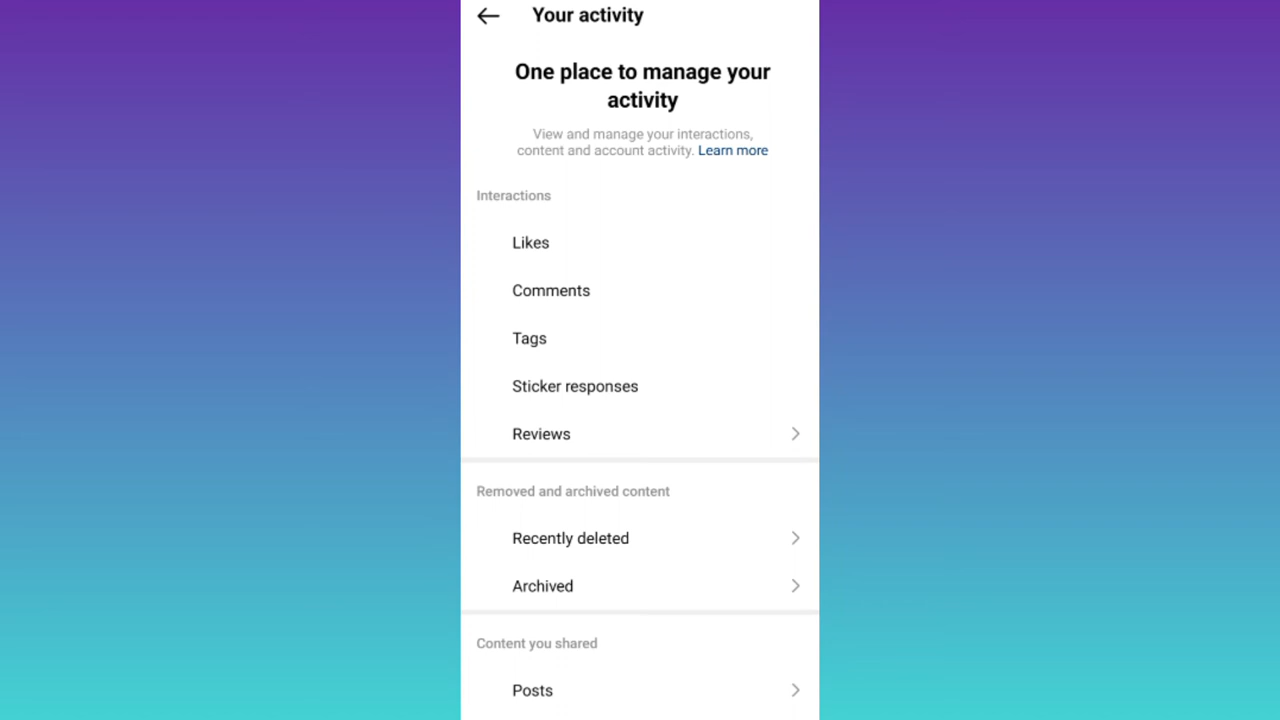 Your activity
One place to manage your
activity
View and manage your interactions,
content and account activity. Learn more
Interactions
Likes
Comments
Tags
Sticker responses
Reviews
Removed and archived content
Recently deleted
Archived
Content you shared
Posts